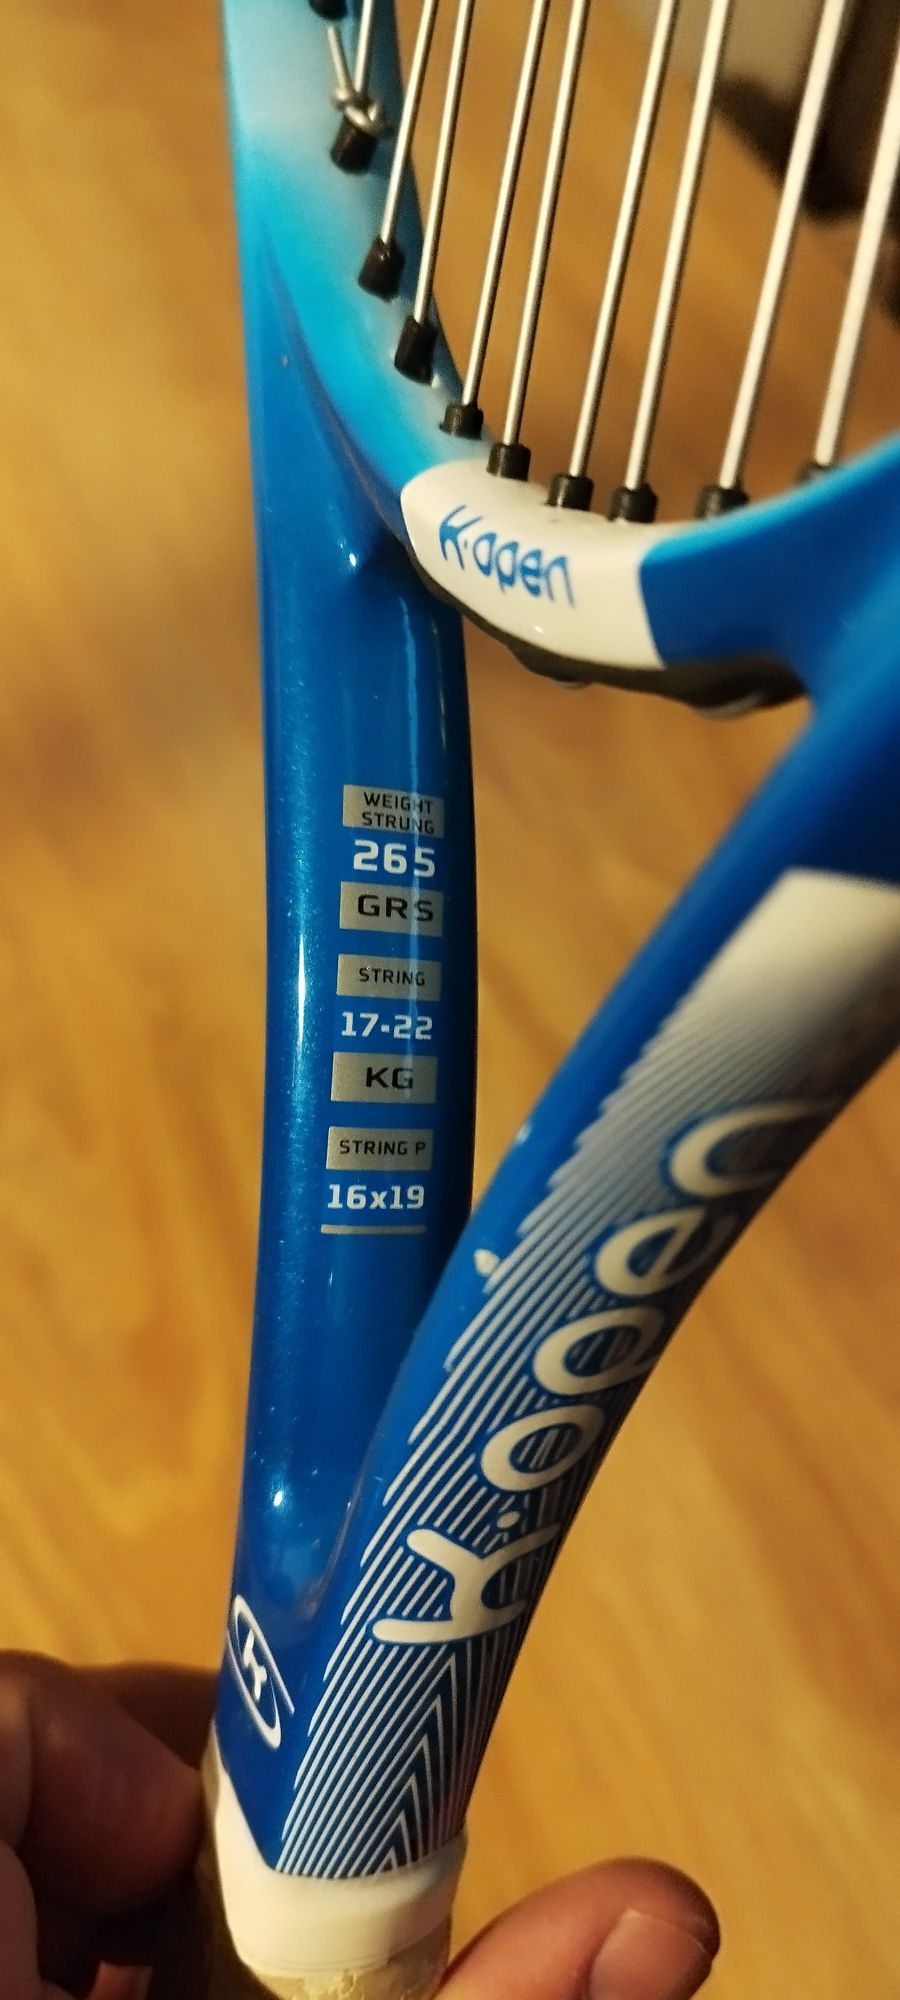 K·open
WEIGHT
STRUNG
265
GRS
STRING
17-22
KG
STRING P
16x19
K·open
K